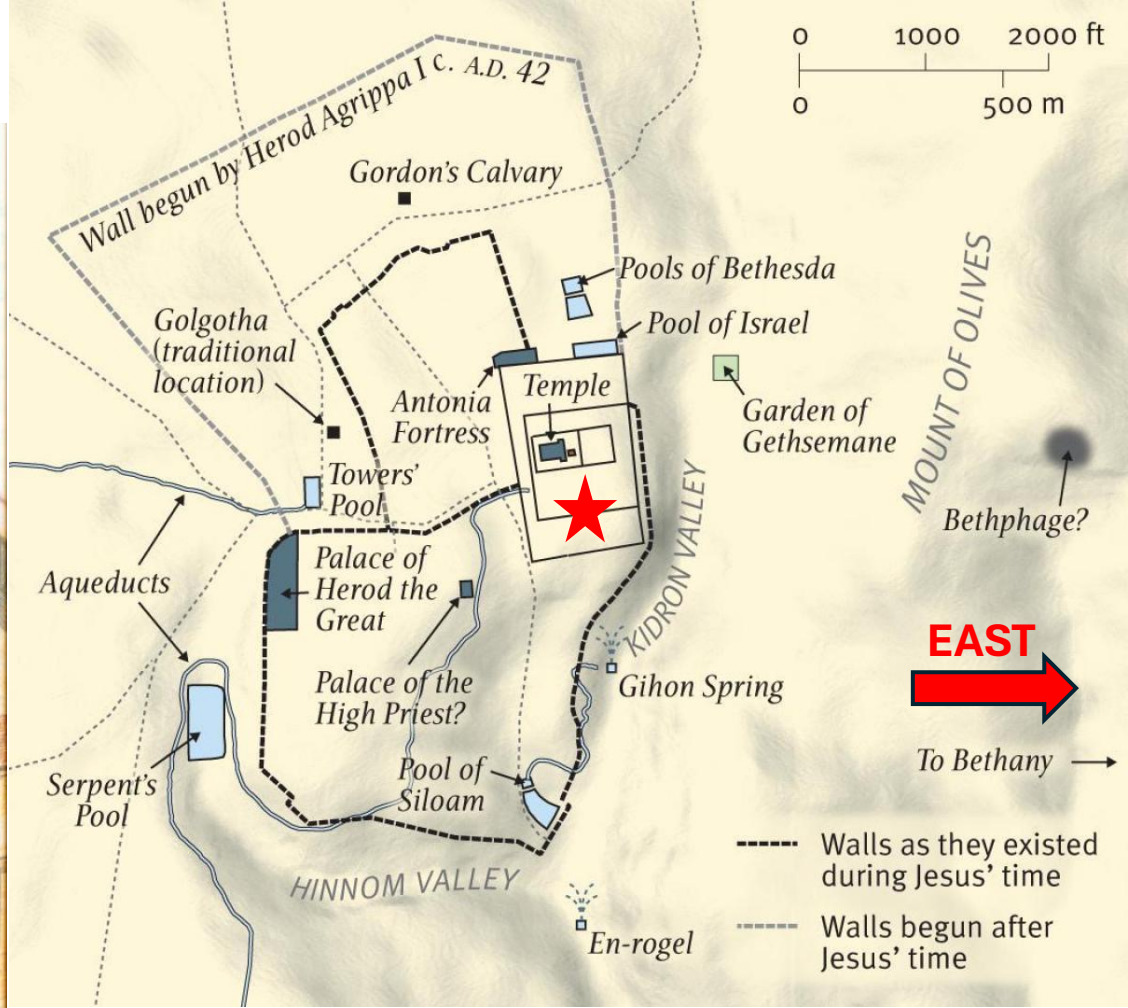 0 1000 2000 ft
0 500 m
Wall begun by Herod Agrippa I c. A.D. 42
Gordon's Calvary
Pools of Bethesda
Pool of Israel
Golgotha
(traditional
location)
Antonia
Fortress
Temple
Garden of
Gethsemane
MOUNT OF OLIVES
Bethphage?
Towers'
Pool
KIDRON VALLEY
Aqueducts
Palace of
Herod the
Great
EAST
Palace of the
High Priest?
Gihon Spring
To Bethany
Serpent's
Pool
Pool of
Siloam
HINNOM VALLEY
En-rogel
Walls as they existed
during Jesus' time
Walls begun after
Jesus' time